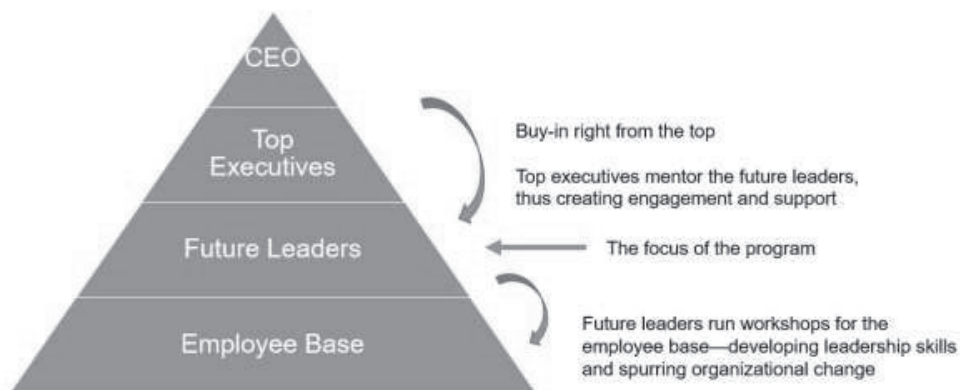 CEO
Top
Executives
Future Leaders
Employee Base
Buy-in right from the top
Top executives mentor the future leaders,
thus creating engagement and support
The focus of the program
Future leaders run workshops for the
employee base—developing leadership skills
and spurring organizational change